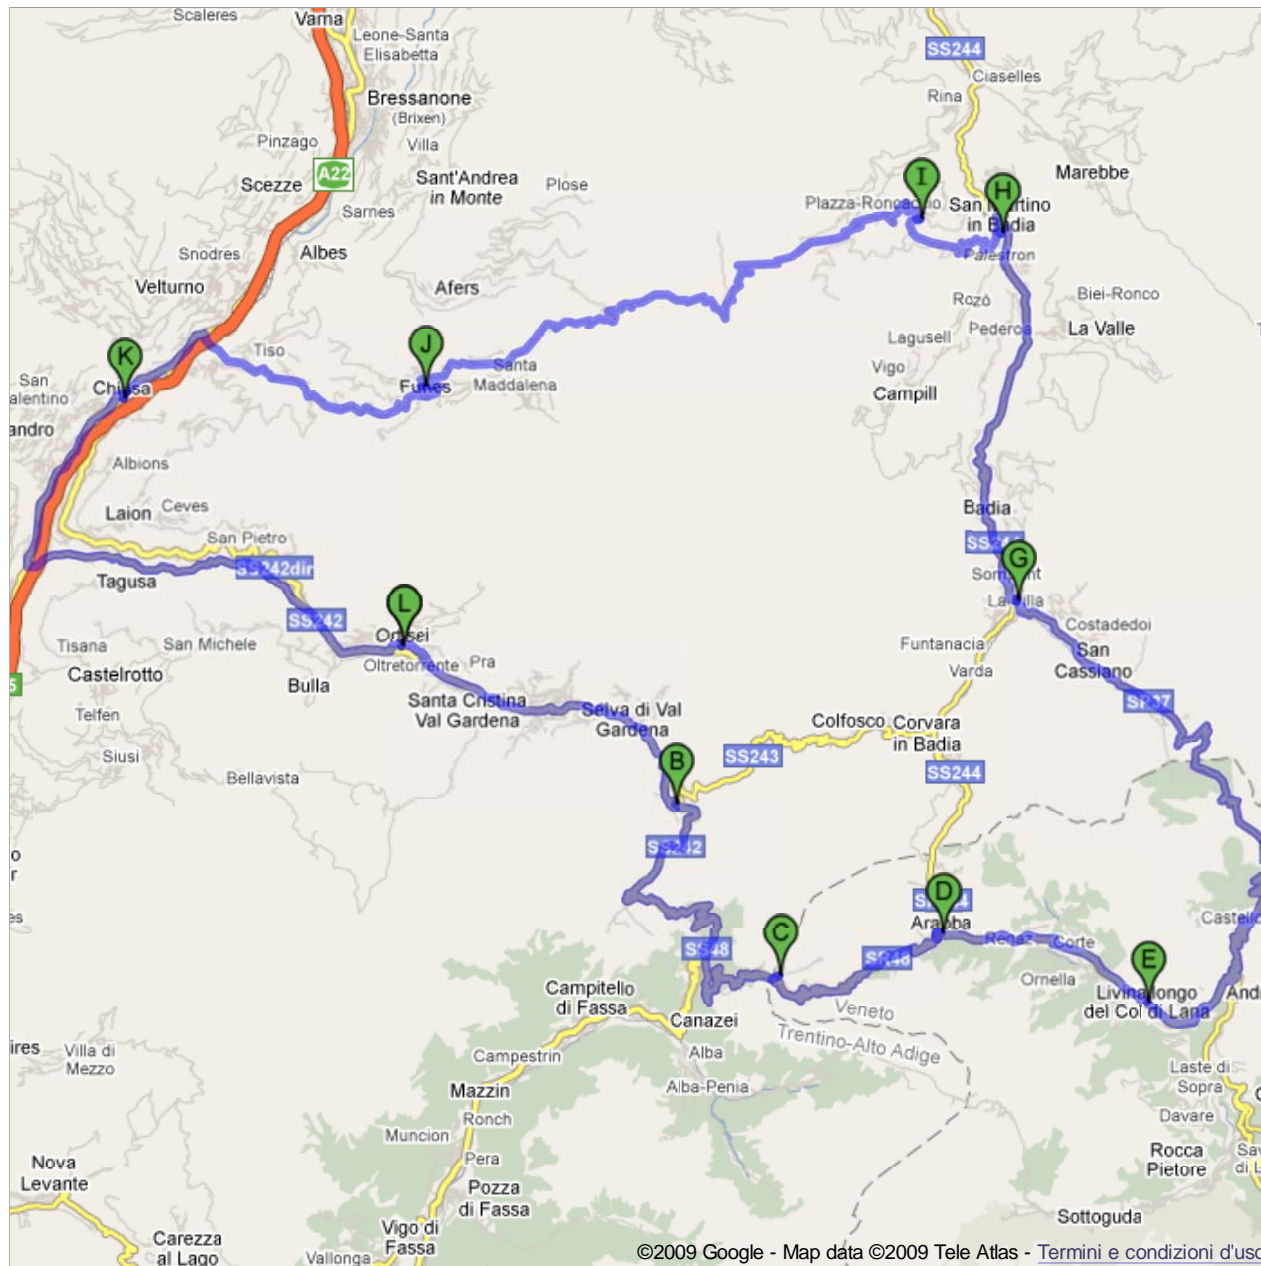 Scaleres
Varna
Leone-Santa
Elisabetta
SS244
Ciaselles
Rina
Bressanone
(Brixen)
Pinzago
Villa
A22
Scezze
Sant'Andrea
in Monte
Plose
Marebbe
I
H
Sarnes
Plazza-Roncaccio
San Martino
in Badia
Snodres
Albes
Palestron
Velturno
Afers
Rozò
Biei-Ronco
Lagusell
Pederoa
La Valle
K
Tiso
J
Santa
Maddalena
Vigo
Campill
San
Chiusa
Funes
Albions
Laion
Ceves
Badia
San Pietro
SS242dir
Tagusa
G
L
SS242
La Villa
Ortisei
Costadedoi
Tisana
San Michele
Oltretorrente
Pra
Funtanacia
San
Cassiano
Castelrotto
Bulla
Varda
5
Santa Cristina
Val Gardena
Selva di Val
Gardena
SP37
Telfen
Colfosco
Corvara
in Badia
Siusi
B
SS243
Bellavista
SS244
SS242
D
Arabba
C
SS48
Renaz
Corte
E
SR48
Ornella
Livinallongo
del Col di Lana
Campitello
di Fassa
Canazei
Veneto
Trentino-Alto Adige
Villa di
Mezzo
Campestrin
Alba
Laste di
Sopra
Mazzin
Alba-Penia
Ronch
Davare
Muncion
Nova
Levante
Pera
Rocca
Pietore
Pozza
di Fassa
Vigo di
Fassa
Sottoguda
Carezza
al Lago
Vallonga
©2009 Google - Map data ©2009 Tele Atlas - Termini e condizioni d'uso